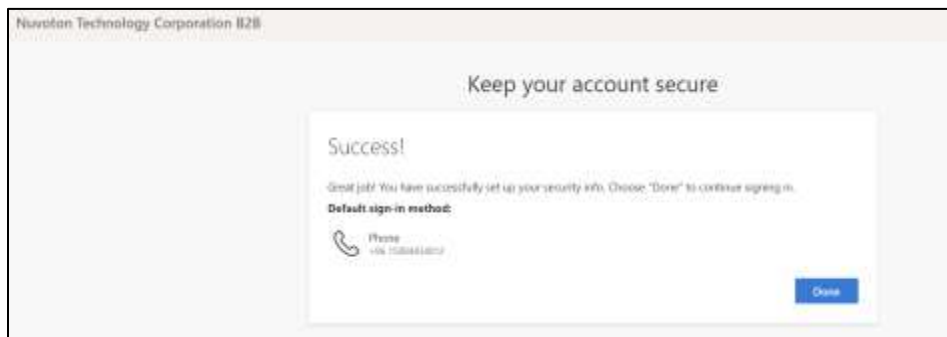 Nuvoton Technology Corporation B2B
Keep your account secure
Success!
Great job! You have successfully set up your security info. Choose "Done" to continue signing in.
Default sign-in method:
Phone
+86
Done